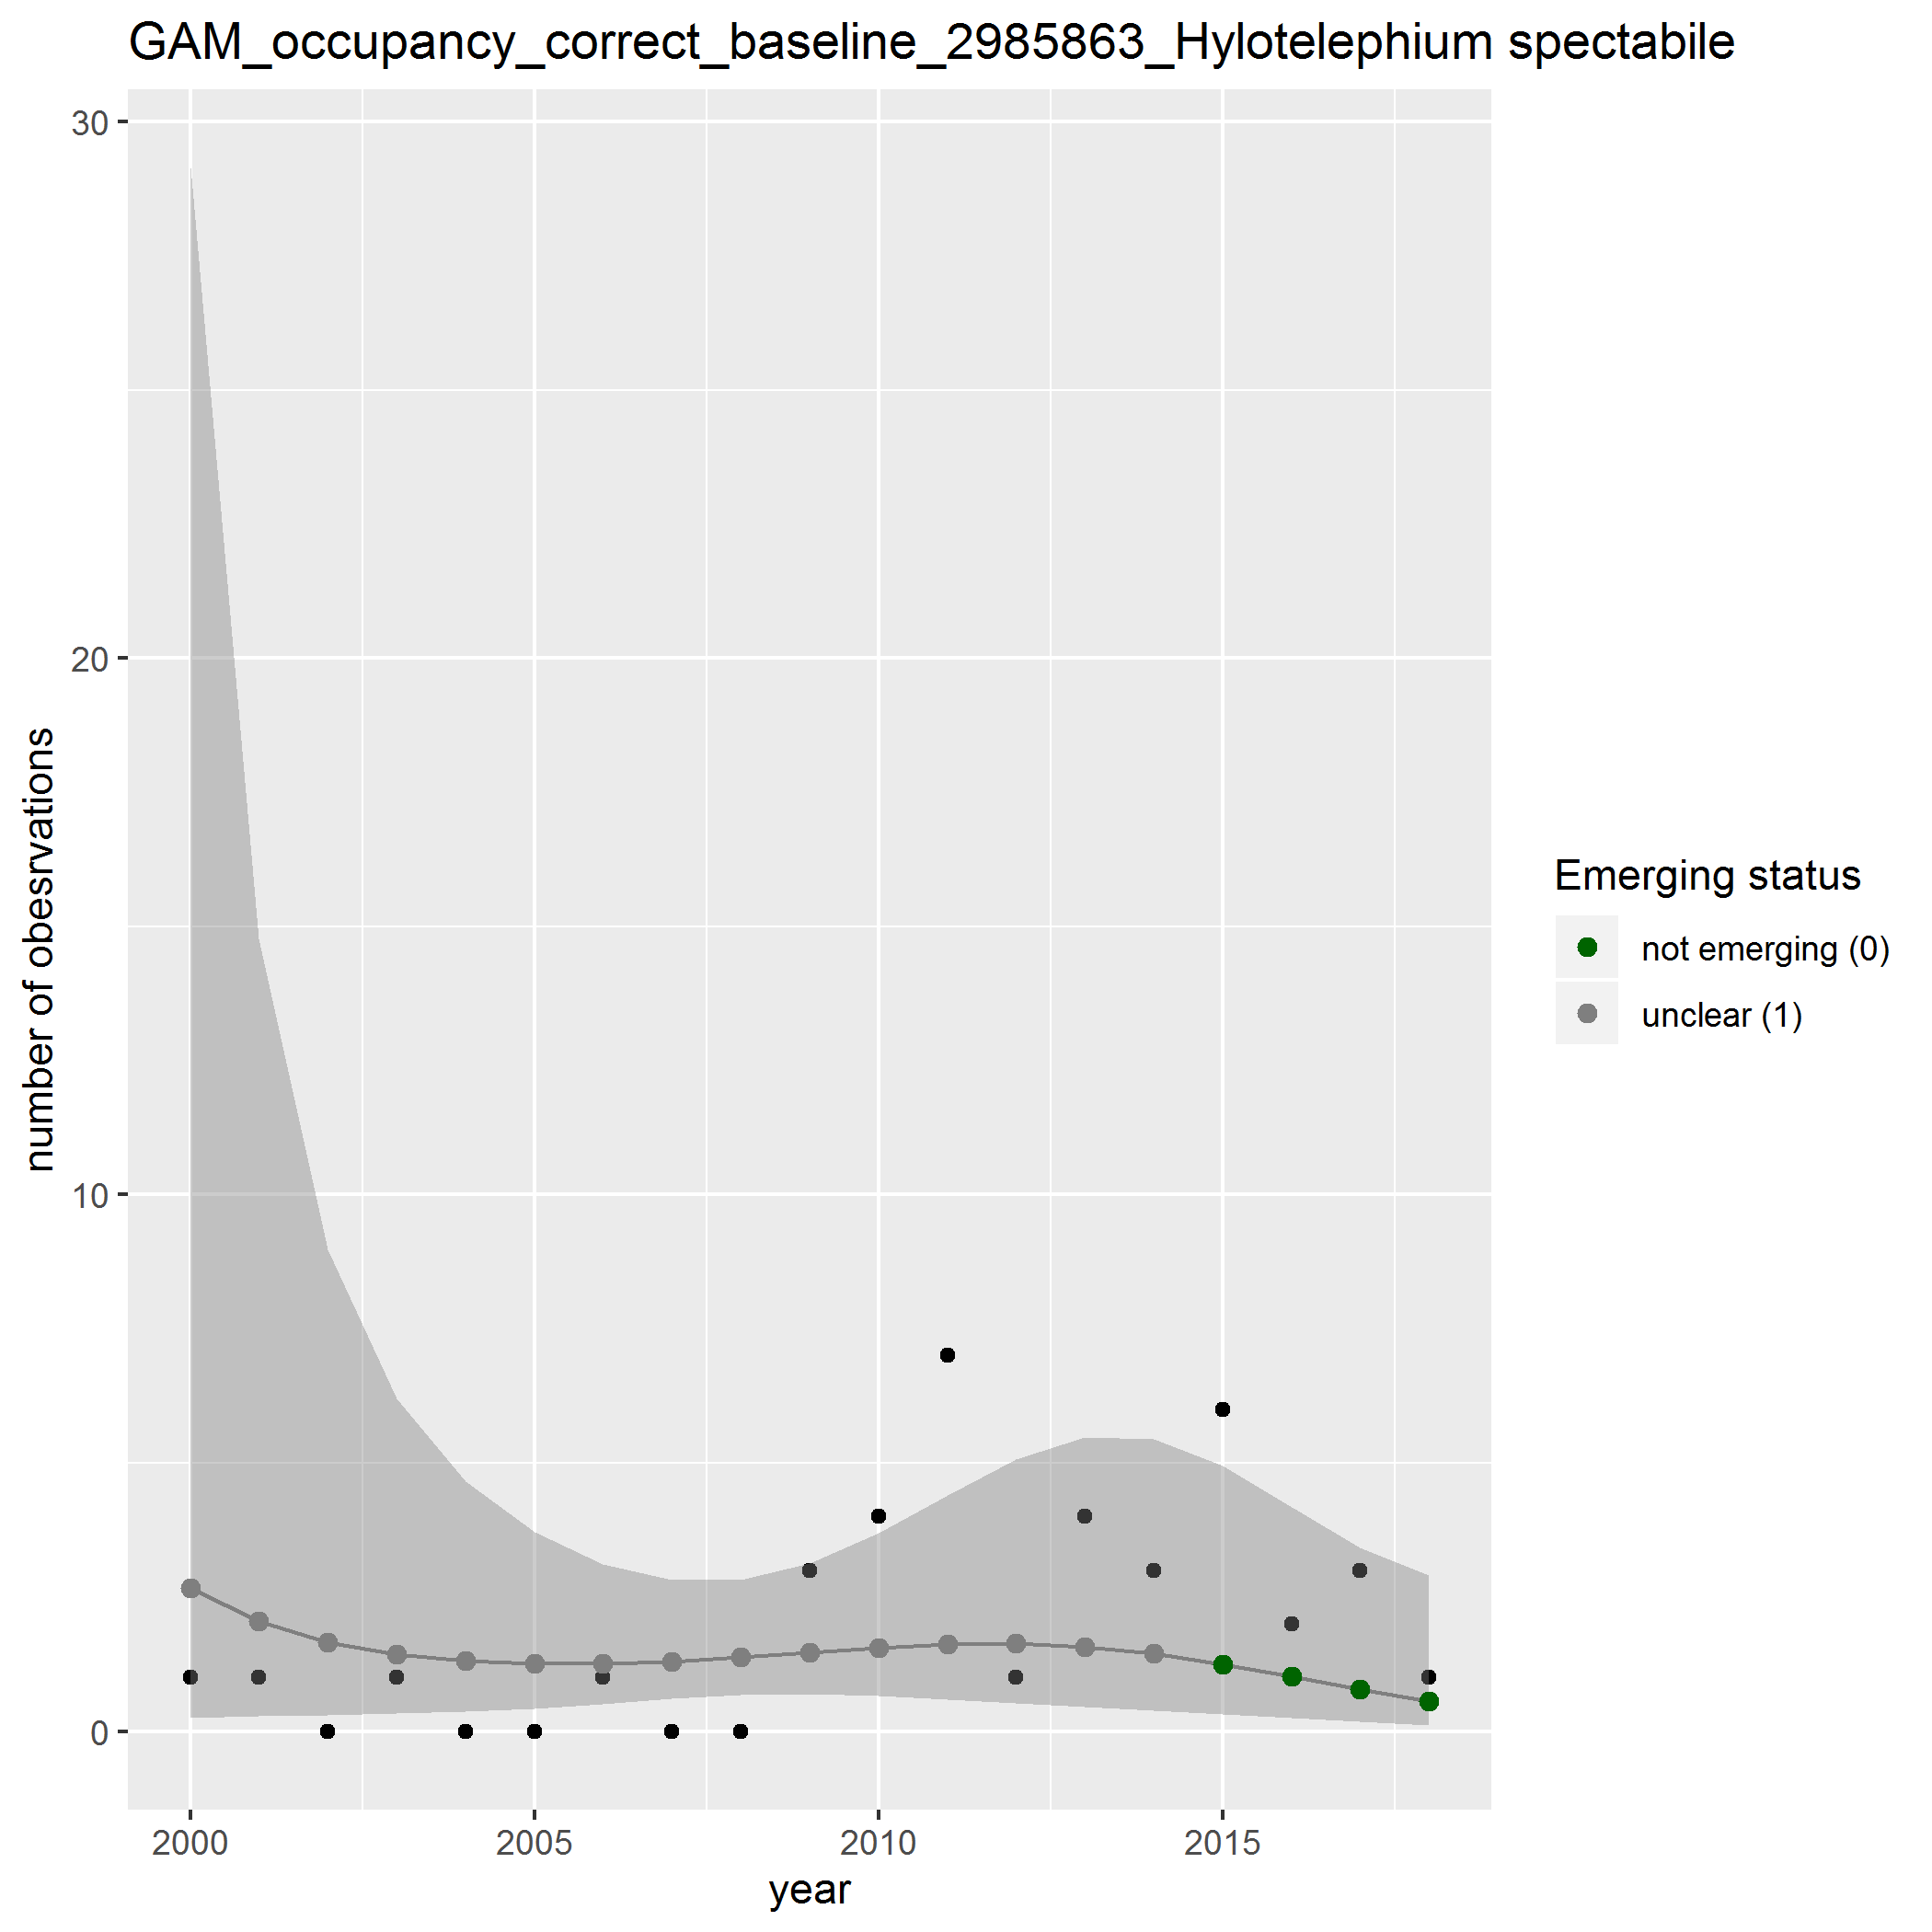 GAM_occupancy_correct_baseline_2985863_Hylotelephium spectabile
30
20
10
0
number of obesrvations
2000
2005
2010
2015
year
Emerging status
not emerging (0)
unclear (1)